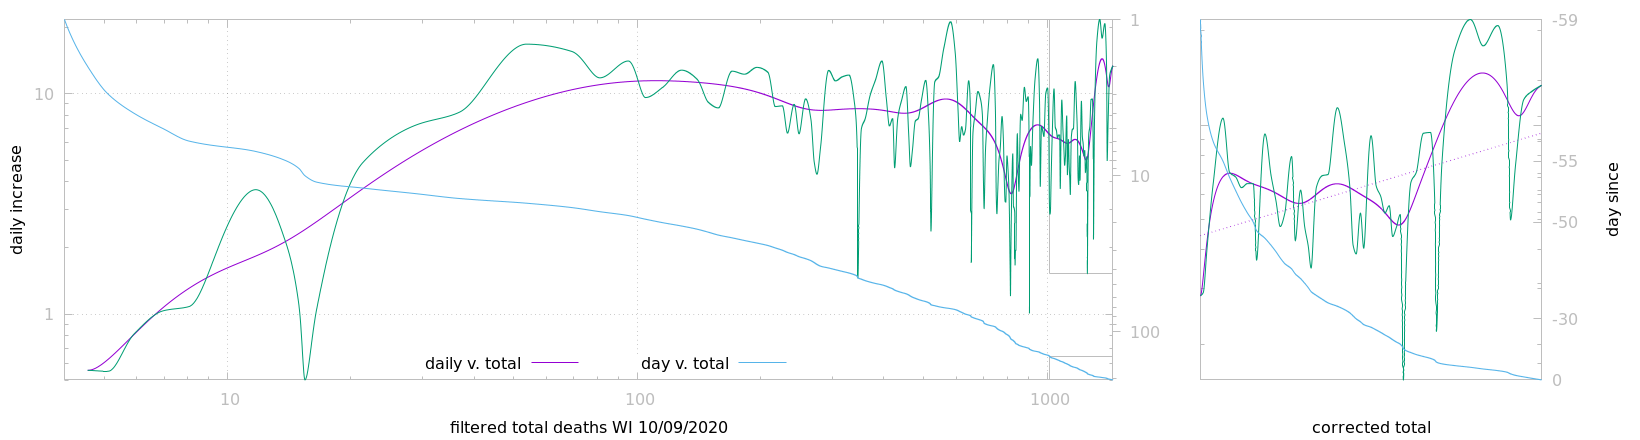 daily increase
10
1
10
100
1000
filtered total deaths WI 10/09/2020
daily v. total
day v. total
1
10
100
corrected total
-59
-55
-50
-30
0
day since